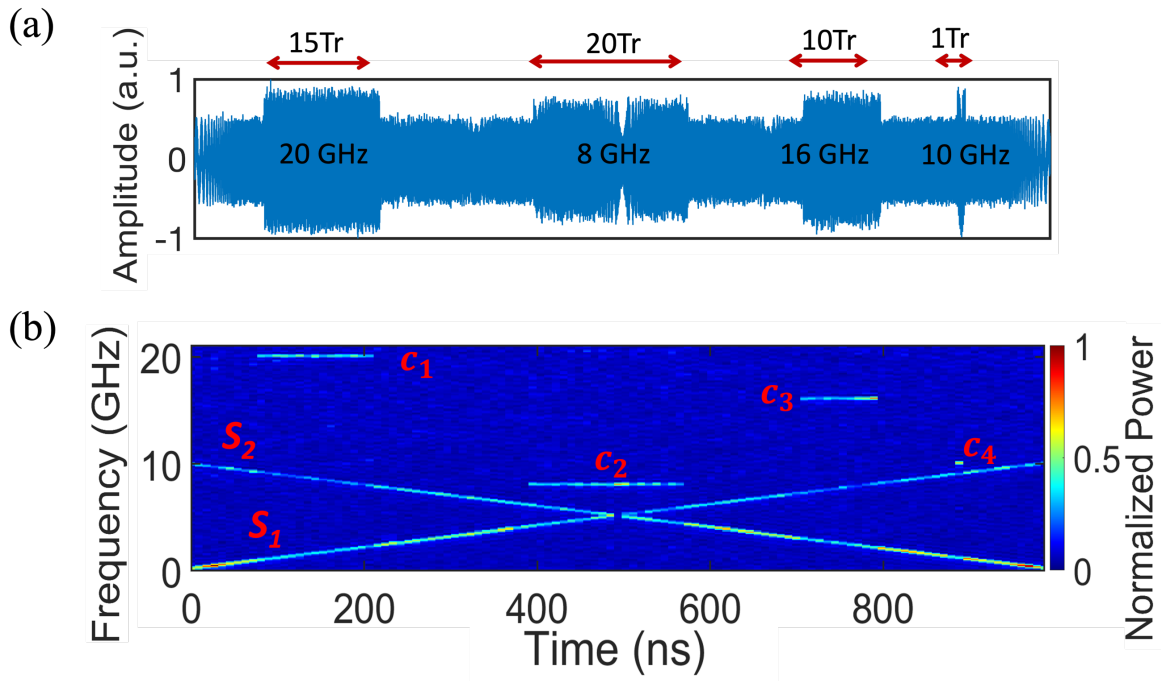 (a)
15Tr 20Tr 10Tr 1Tr
Amplitude (a.u.)
1
0
-1
20 GHz 8 GHz 16 GHz 10 GHz
(b)
Frequency (GHz)
20
10
0
S₂
S₁
c₁
c₂
c₃
c₄
1
0.5
0
Normalized Power
0 200 400 600 800
Time (ns)